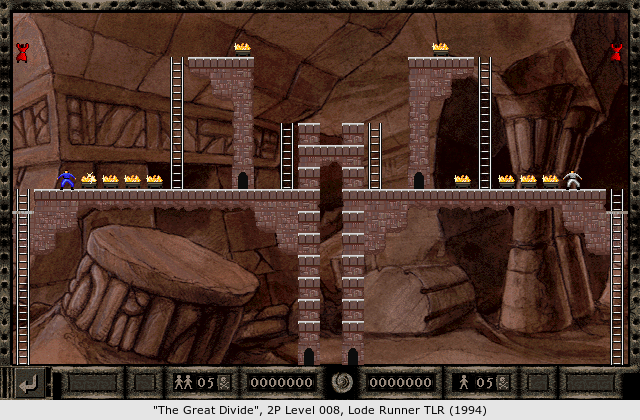 05 0000000 0000000 05
"The Great Divide", 2P Level 008, Lode Runner TLR (1994)